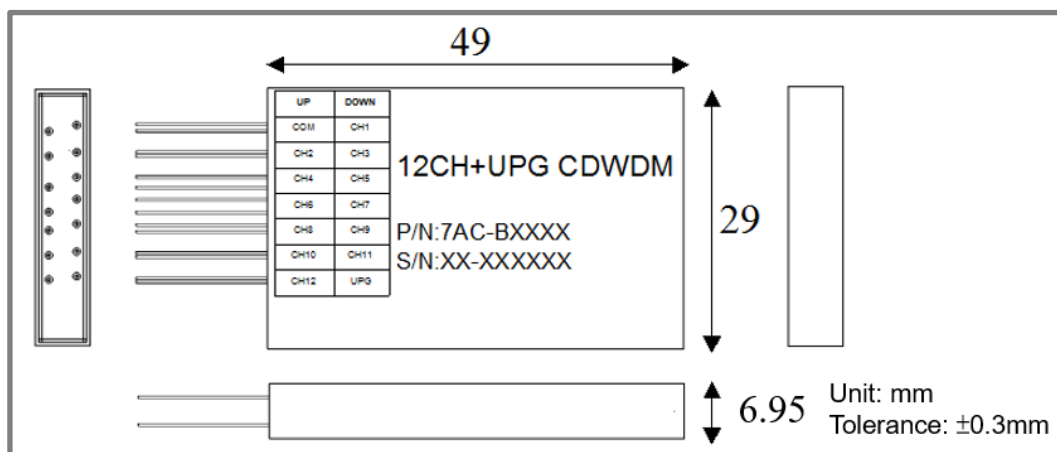 49
UP DOWN
COM CH1
CH2 CH3
CH4 CH5
CH6 CH7
CH8 CH9
CH10 CH11
CH12 UPG
12CH+UPG CDWDM
P/N:7AC-BXXXX
S/N:XX-XXXXXX
29
6.95
Unit: mm
Tolerance: ±0.3mm